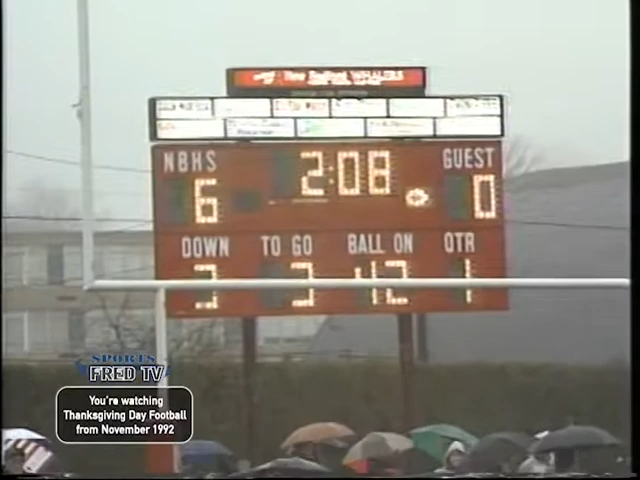 New Bedford WHALERS
NBHS 2:08 GUEST
6 0
DOWN TO GO BALL ON QTR
3 3 42 1
SPORTS
FRED TV
You're watching
Thanksgiving Day Football
from November 1992